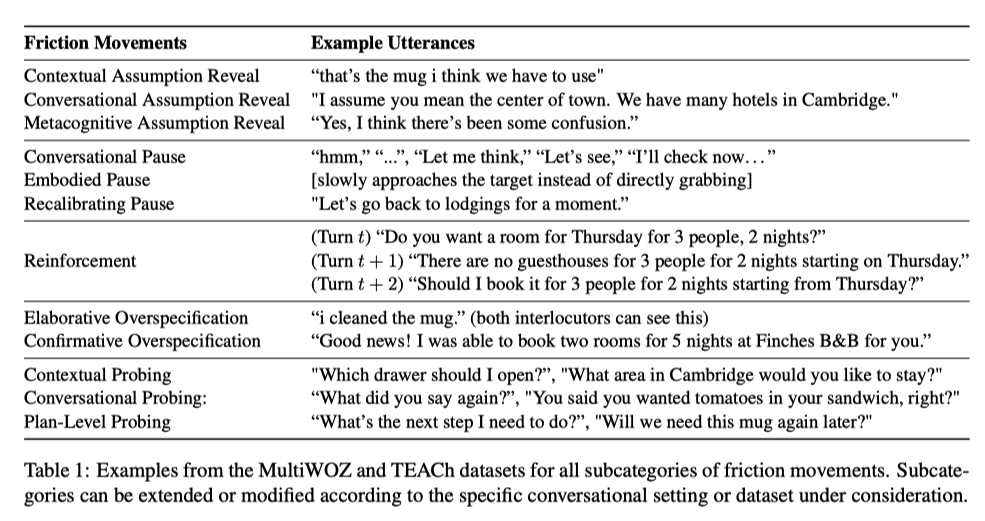 Friction Movements Example Utterances
Contextual Assumption Reveal “that’s the mug i think we have to use"
Conversational Assumption Reveal "I assume you mean the center of town. We have many hotels in Cambridge."
Metacognitive Assumption Reveal “Yes, I think there’s been some confusion.”
Conversational Pause “hmm,” “...”, “Let me think,” “Let’s see,” “I’ll check now. . . ”
Embodied Pause [slowly approaches the target instead of directly grabbing]
Recalibrating Pause "Let’s go back to lodgings for a moment.”
(Turn t) “Do you want a room for Thursday for 3 people, 2 nights?”
Reinforcement (Turn t + 1) “There are no guesthouses for 3 people for 2 nights starting on Thursday.”
(Turn t + 2) “Should I book it for 3 people for 2 nights starting from Thursday?”
Elaborative Overspecification “i cleaned the mug.” (both interlocutors can see this)
Confirmative Overspecification “Good news! I was able to book two rooms for 5 nights at Finches B&B for you.”
Contextual Probing "Which drawer should I open?”, "What area in Cambridge would you like to stay?"
Conversational Probing: “What did you say again?”, "You said you wanted tomatoes in your sandwich, right?"
Plan-Level Probing “What’s the next step I need to do?”, "Will we need this mug again later?"
Table 1: Examples from the MultiWOZ and TEACh datasets for all subcategories of friction movements. Subcate-
gories can be extended or modified according to the specific conversational setting or dataset under consideration.